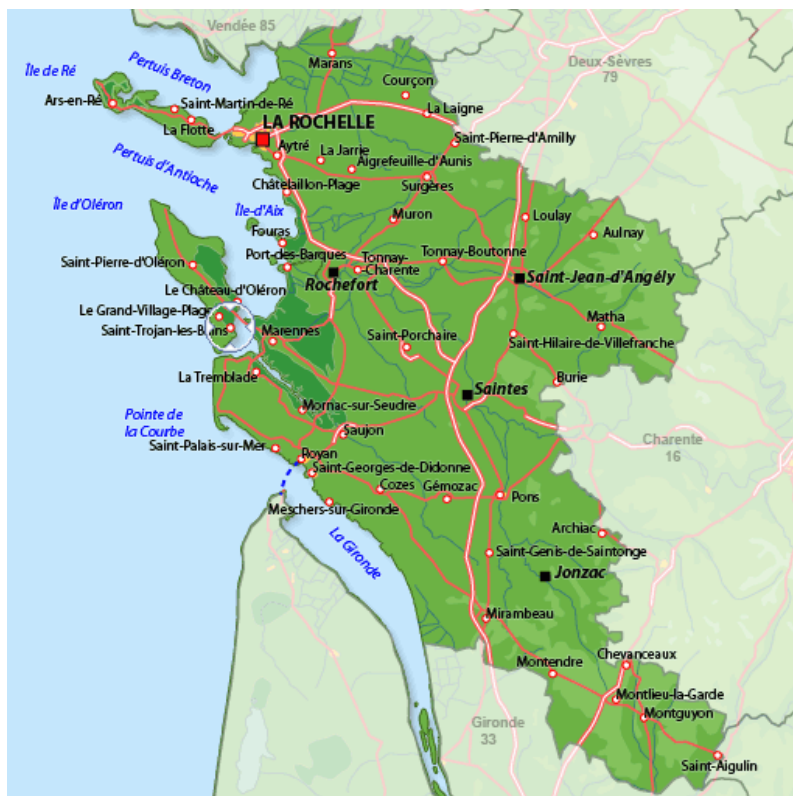 Vendée 85
Deux-Sèvres
79
Île de Ré
Pertuis Breton
Marans
Courçon
Ars-en-Ré
Saint-Martin-de-Ré
La Laigne
La Flotte
LA ROCHELLE
Saint-Pierre-d'Amilly
Aytré
La Jarrie
Aigrefeuille-d'Aunis
Pertuis d'Antioche
Châtelaillon-Plage
Surgères
Île d'Oléron
Île-d'Aix
Muron
Loulay
Fouras
Aulnay
Saint-Pierre-d'Oléron
Port-des-Barques
Tonnay-
Charente
Tonnay-Boutonne
Rochefort
Saint-Jean-d'Angély
Le Château-d'Oléron
Le Grand-Village-Plage
Saint-Trojan-les-Bains
Marennes
Saint-Porchaire
Matha
Saint-Hilaire-de-Villefranche
La Tremblade
Burie
Saintes
Mornac-sur-Seudre
Pointe de
la Courbe
Saujon
Saint-Palais-sur-Mer
Royan
Charente
16
Saint-Georges-de-Didonne
Cozes
Gémozac
Pons
Meschers-sur-Gironde
Archiac
La Gironde
Saint-Genis-de-Saintonge
Jonzac
Mirambeau
Chevanceaux
Montendre
Montlieu-la-Garde
Montguyon
Gironde
33
Saint-Aigulin